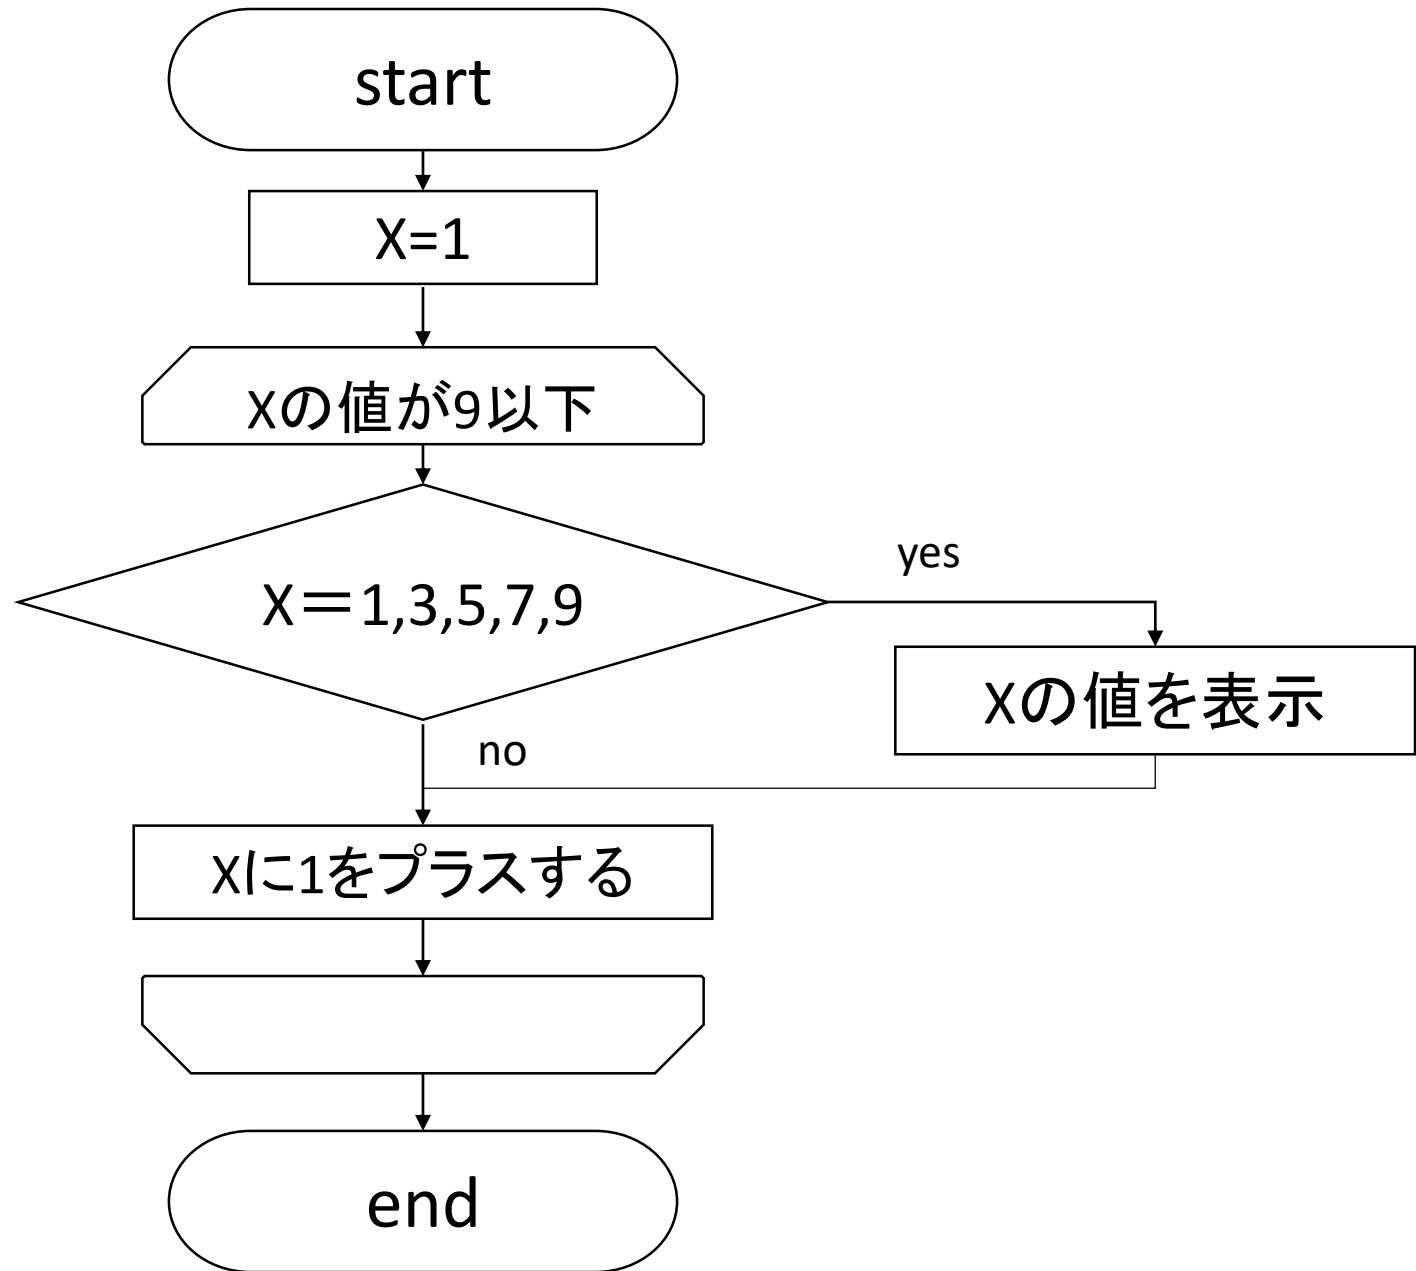 start
X=1
Xの値が9以下
X＝1,3,5,7,9
yes
Xの値を表示
no
Xに1をプラスする
end